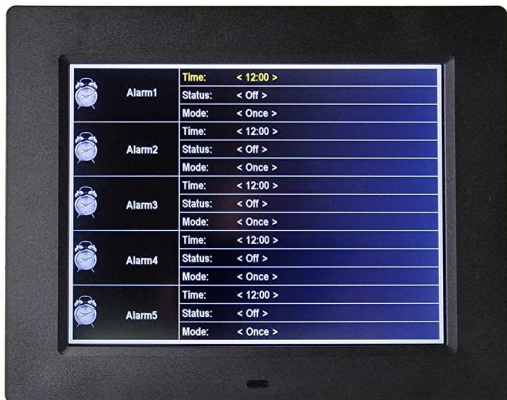 Alarm1
Time: < 12:00 >
Status: < Off >
Mode: < Once >
Alarm2
Time: < 12:00 >
Status: < Off >
Mode: < Once >
Alarm3
Time: < 12:00 >
Status: < Off >
Mode: < Once >
Alarm4
Time: < 12:00 >
Status: < Off >
Mode: < Once >
Alarm5
Time: < 12:00 >
Status: < Off >
Mode: < Once >